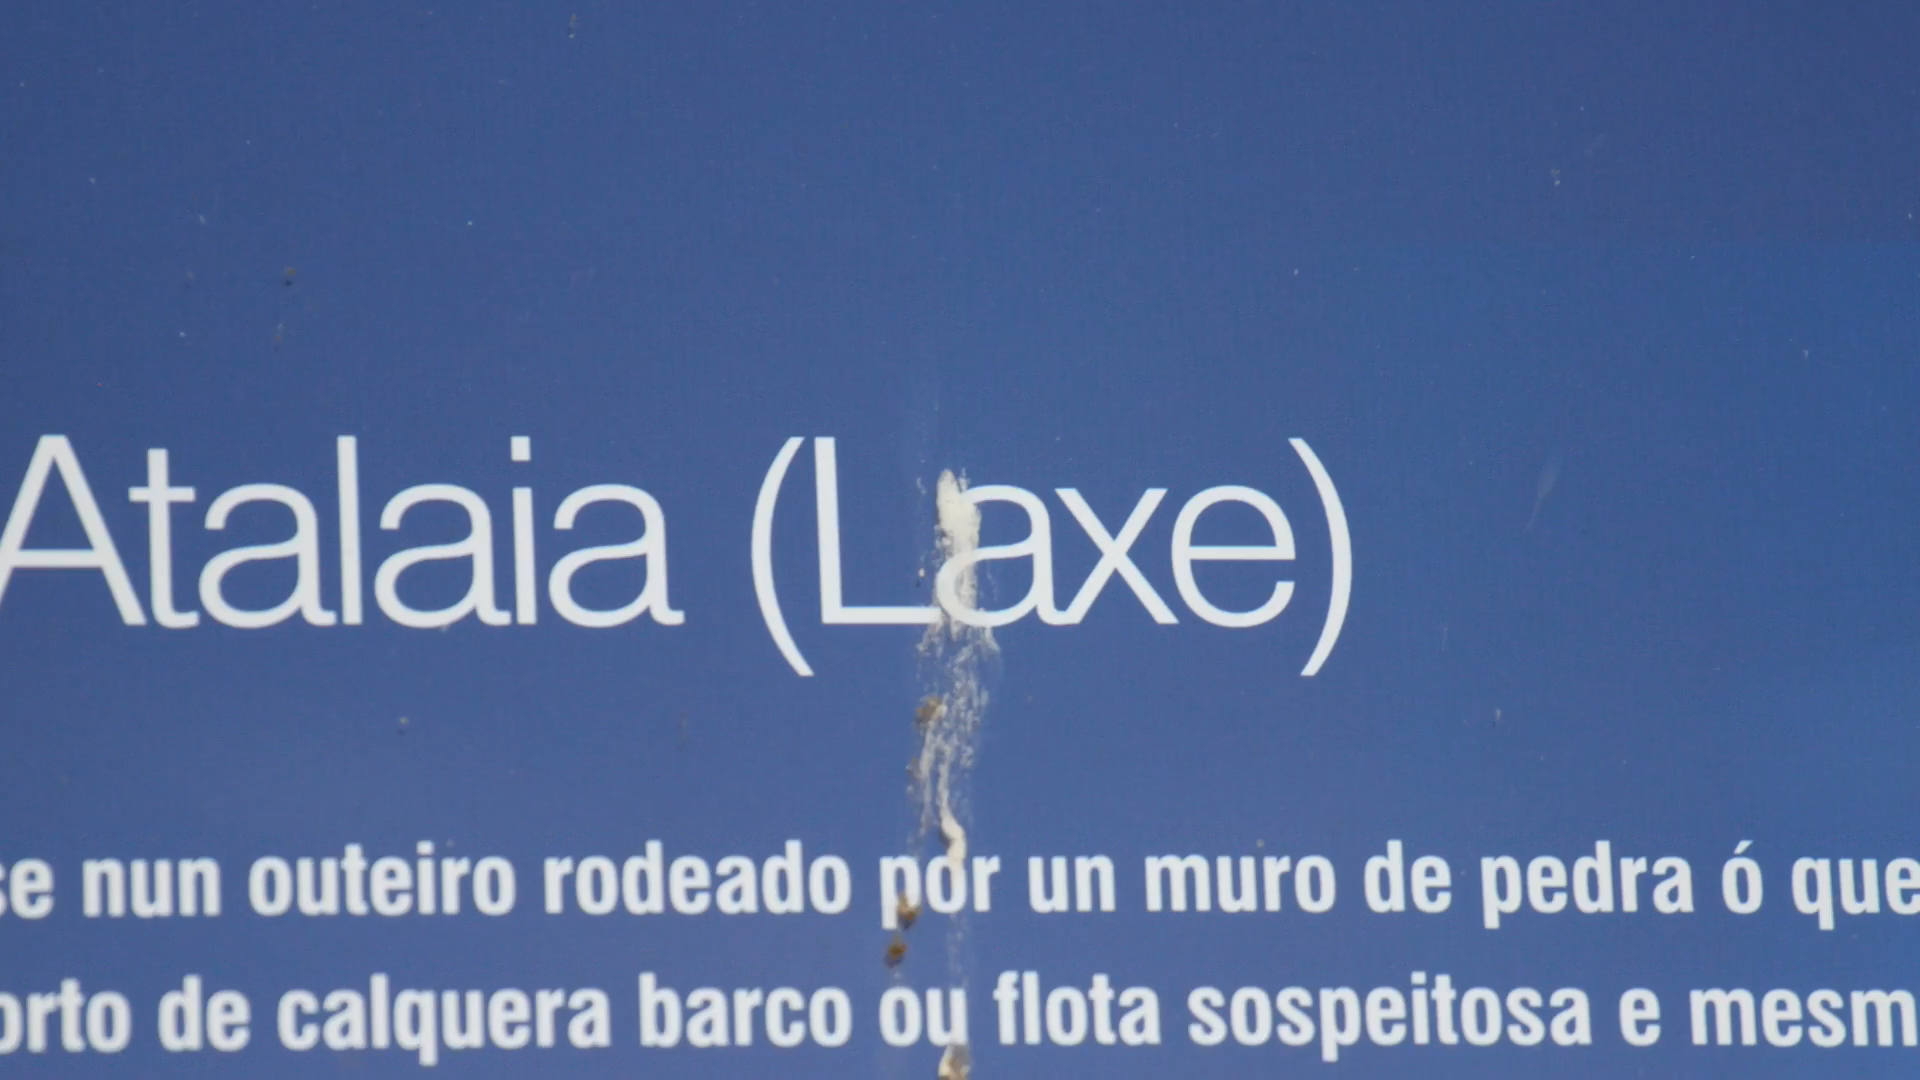 Atalaia (Laxe)
se nun outeiro rodeado por un muro de pedra ó que
orto de calquera barco ou flota sospeitosa e mesm